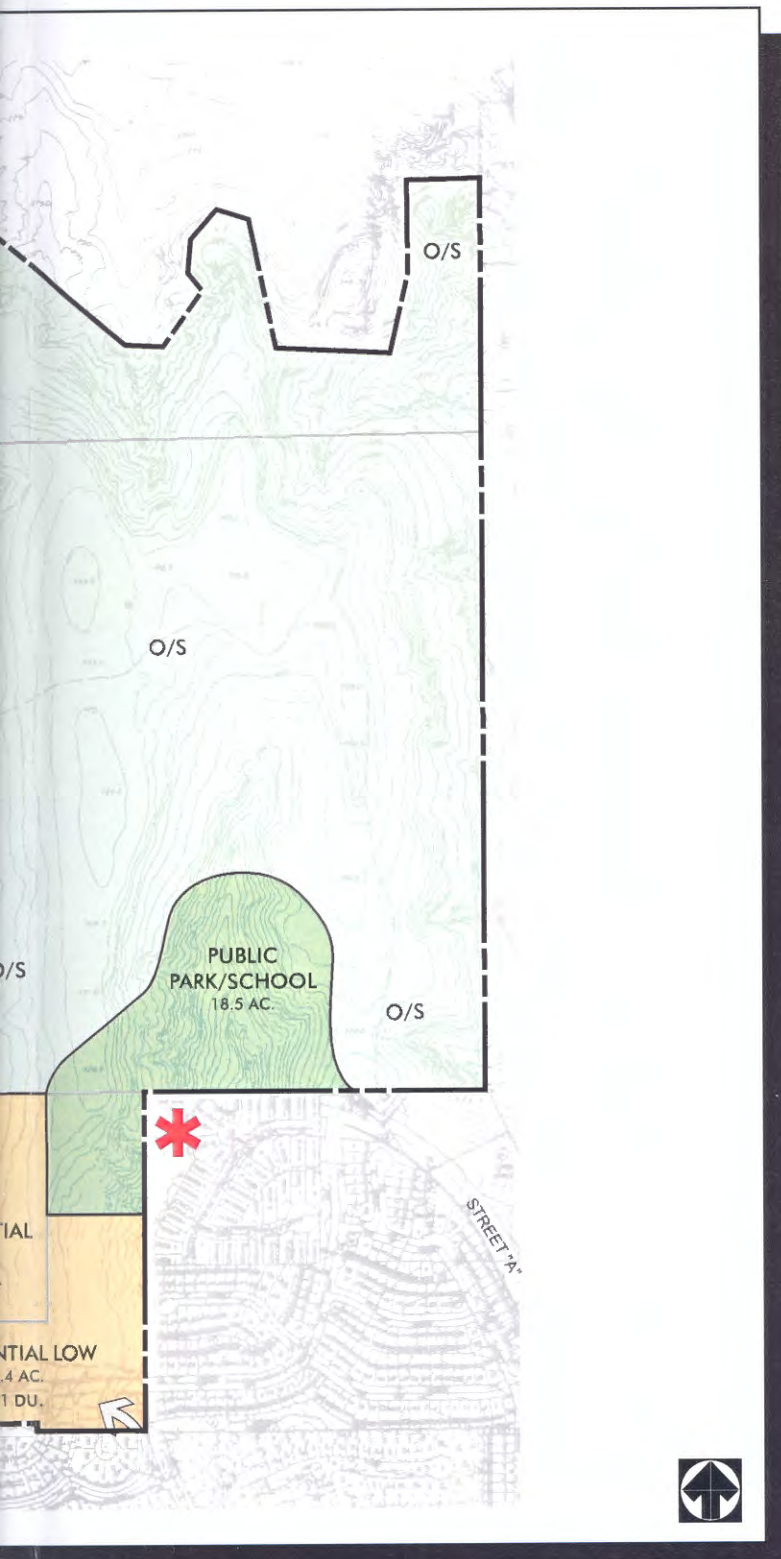 O/S
O/S
PUBLIC
PARK/SCHOOL
18.5 AC.
O/S
O/S
TIAL
STREET "A"
NTIAL LOW
.4 AC.
1 DU.